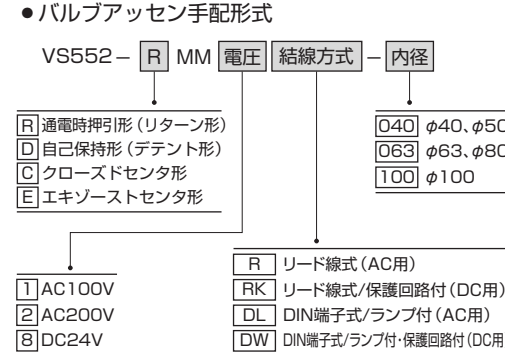 ●バルブアッセン手配形式
VS552－ R MM 電圧 結線方式 － 内径
R 通電時押引形（リターン形）
D 自己保持形（デテント形）
C クローズドセンタ形
E エキゾーストセンタ形
040 φ40、φ50
063 φ63、φ80
100 φ100
1 AC100V
2 AC200V
8 DC24V
R リード線式（AC用）
RK リード線式/保護回路付（DC用）
DL DIN端子式/ランプ付（AC用）
DW DIN端子式/ランプ付・保護回路付（DC用